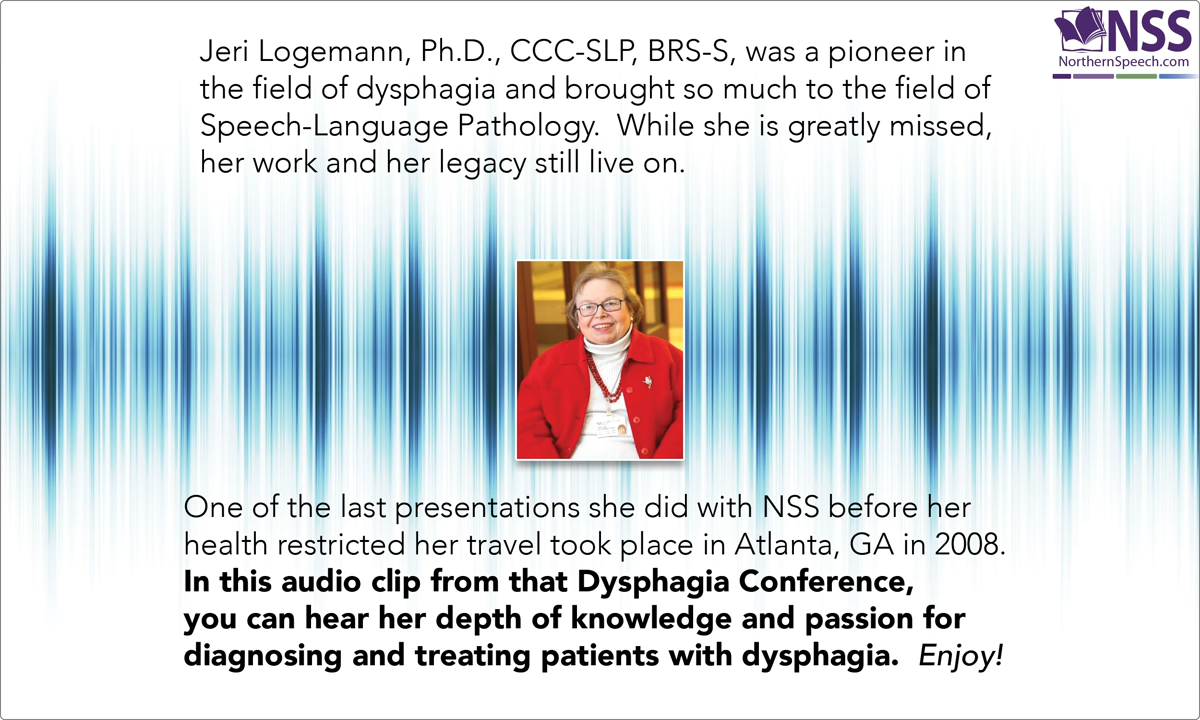 Jeri Logemann, Ph.D., CCC-SLP, BRS-S, was a pioneer in
the field of dysphagia and brought so much to the field of
Speech-Language Pathology.  While she is greatly missed,
her work and her legacy still live on.
NSS
NorthernSpeech.com
One of the last presentations she did with NSS before her
health restricted her travel took place in Atlanta, GA in 2008.
In this audio clip from that Dysphagia Conference,
you can hear her depth of knowledge and passion for
diagnosing and treating patients with dysphagia.  Enjoy!